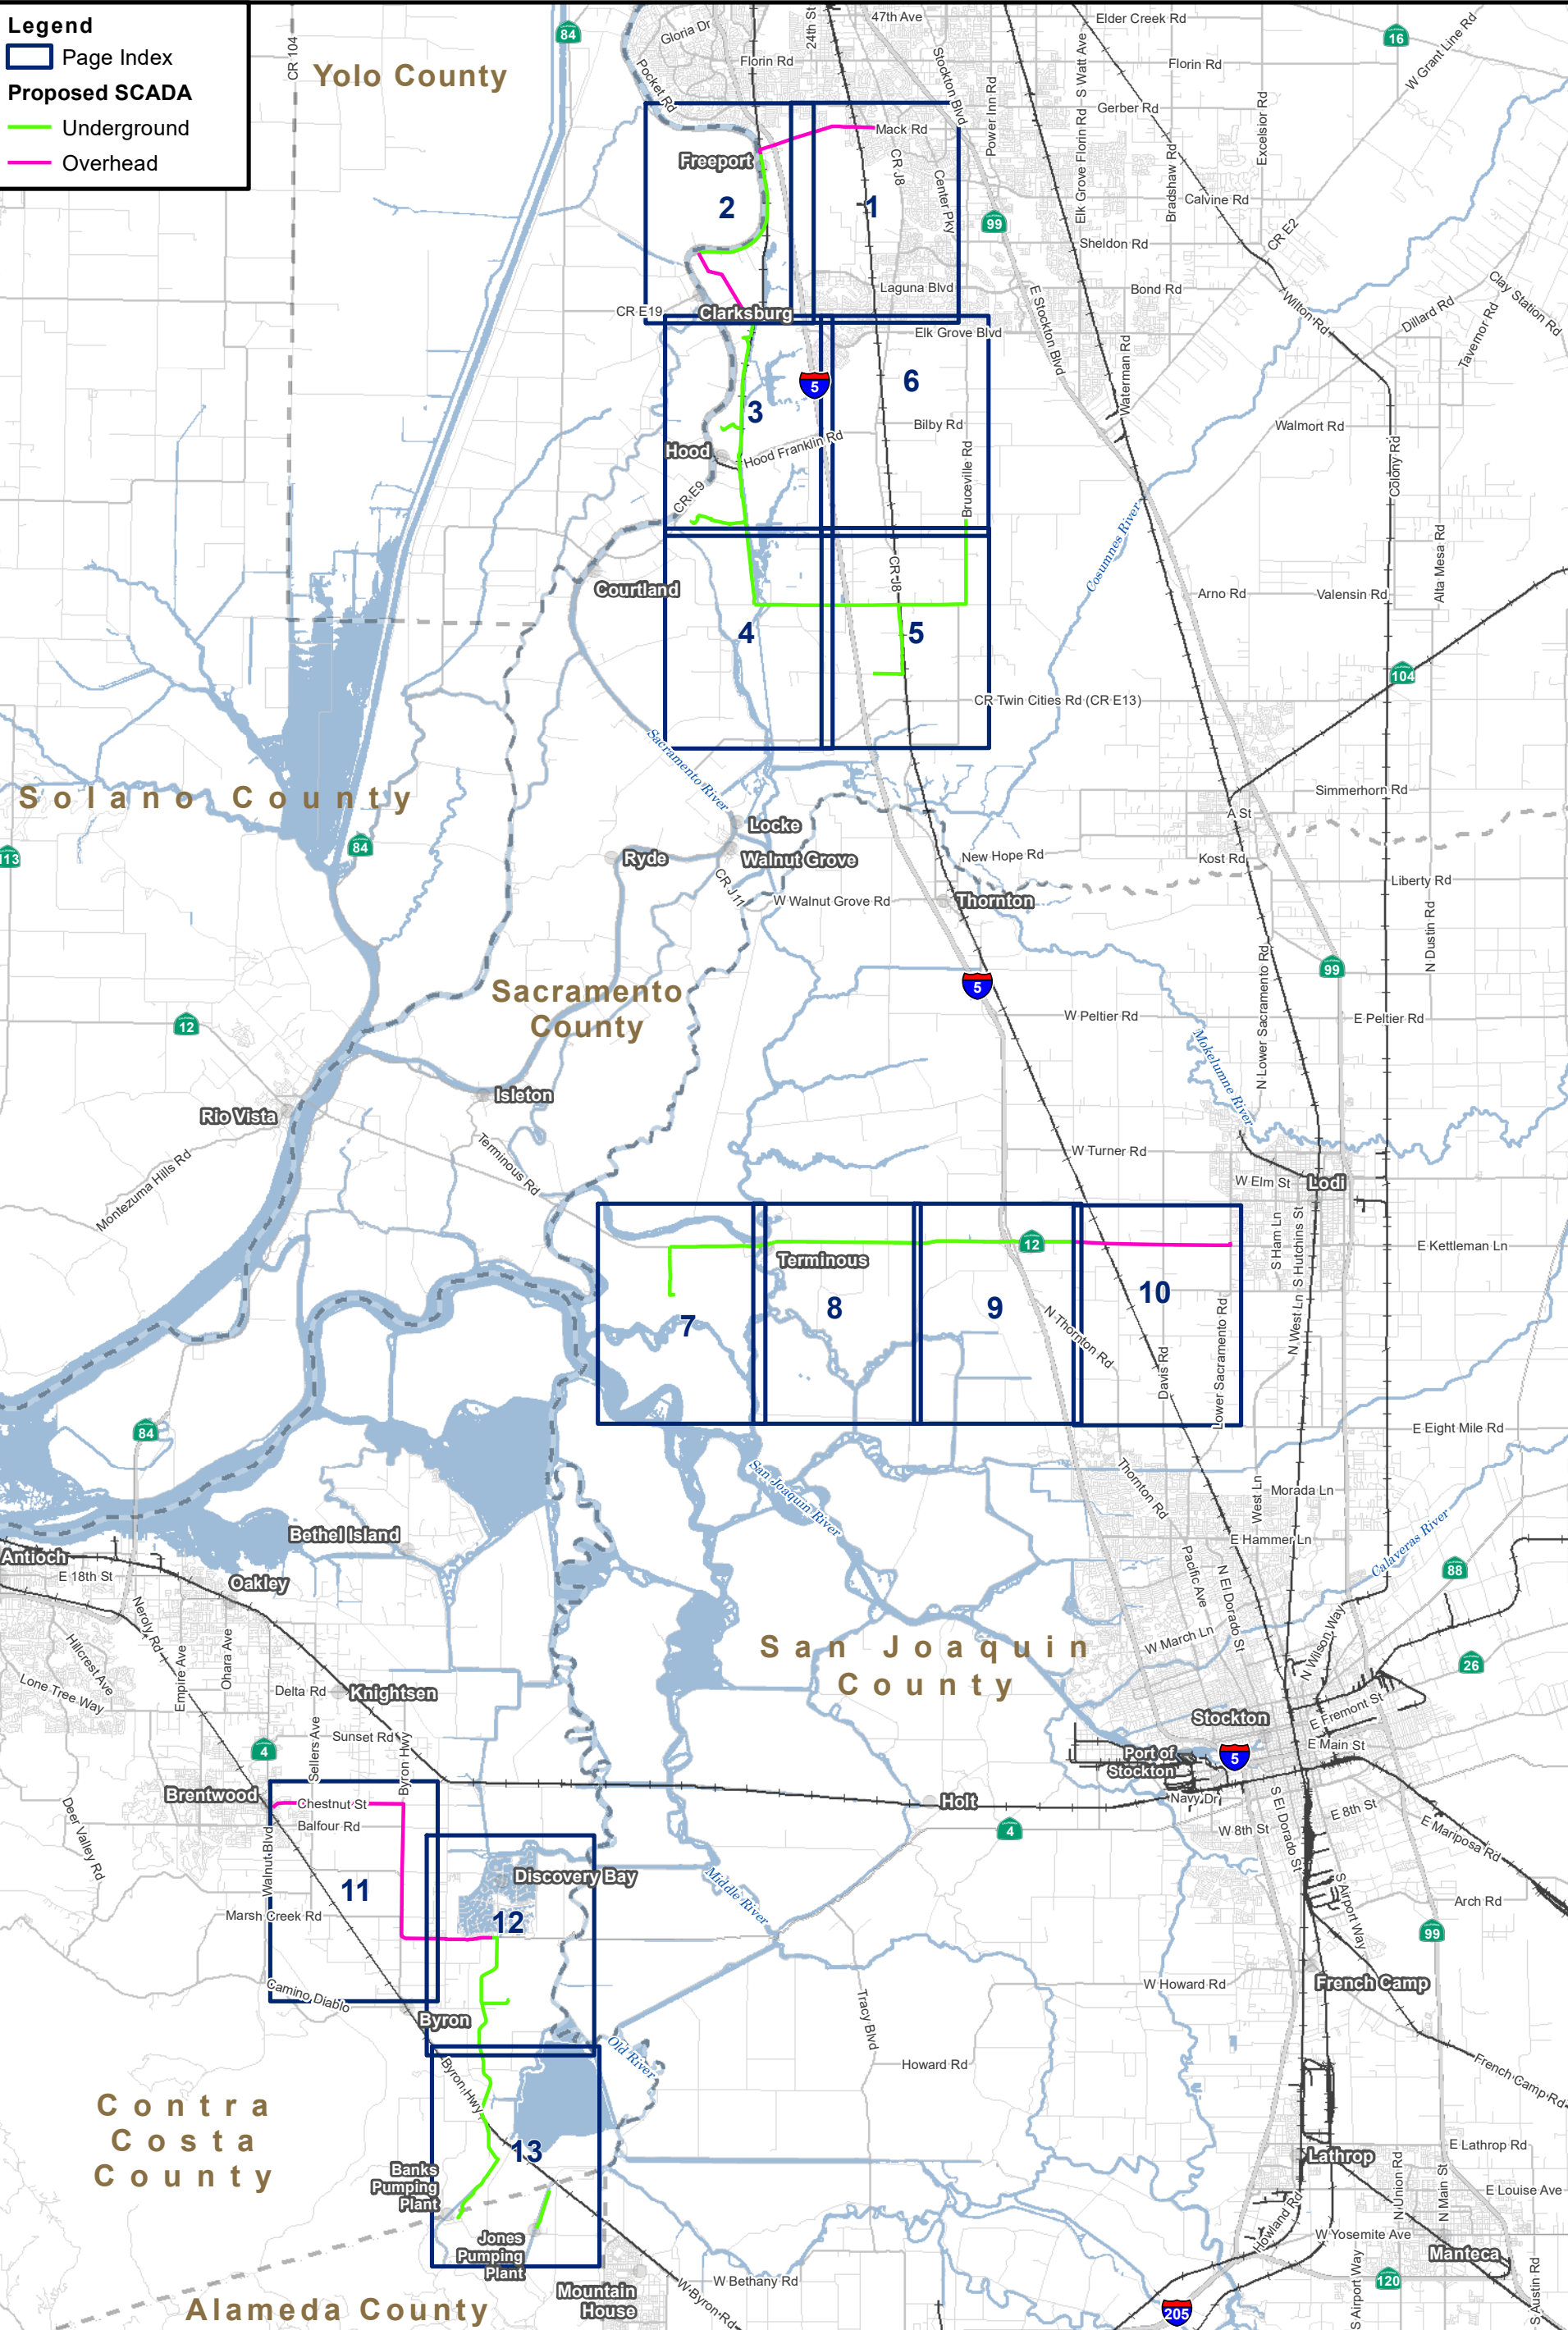 Legend
Page Index
Proposed SCADA
Underground
Overhead
CR 104
Yolo County
84
Gloria Dr
24th St
47th Ave
Elder Creek Rd
16
W Grant Line Rd
Florin Rd
Pocket Rd
Stockton Blvd
Power Inn Rd
S Watt Ave
Elk Grove Florin Rd
Florin Rd
Gerber Rd
Excelsior Rd
Bradshaw Rd
Mack Rd
Freeport
CR J8
Center Pky
2
1
99
Calvine Rd
CR E2
Sheldon Rd
Laguna Blvd
E Stockton Blvd
Bond Rd
Wilton Rd
Dillard Rd
Clay Station Rd
Tavernor Rd
CR E19
Clarksburg
Elk Grove Blvd
Waterman Rd
5
6
3
Bilby Rd
Hood
Hood Franklin Rd
Bruceville Rd
Walmort Rd
Colony Rd
CR E9
Cosumnes River
Alta Mesa Rd
Courtland
CR J8
Arno Rd
Valensin Rd
4
5
104
CR Twin Cities Rd (CR E13)
Sacramento River
Solano County
Simmerhorn Rd
A St
Locke
84
113
Ryde
Walnut Grove
New Hope Rd
Kost Rd
CR J11
W Walnut Grove Rd
Thornton
Liberty Rd
N Dustin Rd
Sacramento
County
5
99
N Lower Sacramento Rd
12
W Peltier Rd
E Peltier Rd
Mokelumne River
Isleton
Rio Vista
Terminous Rd
Montezuma Hills Rd
W Turner Rd
W Elm St
Lodi
S Ham Ln
S Hutchins St
12
E Kettleman Ln
Terminous
7
8
9
10
N Thornton Rd
Davis Rd
Lower Sacramento Rd
N West Ln
84
E Eight Mile Rd
San Joaquin River
Thornton Rd
West Ln
Morada Ln
Bethel Island
E Hammer Ln
Calaveras River
Antioch
E 18th St
Oakley
88
Pacific Ave
N El Dorado St
Neroly Rd
Hillcrest Ave
Empire Ave
Ohara Ave
San Joaquin
County
W March Ln
N Wilson Way
26
Lone Tree Way
Delta Rd
Knightsen
E Fremont St
Stockton
Sunset Rd
Sellers Ave
Byron Hwy
4
E Main St
Port of
Stockton
5
Brentwood
Chestnut St
Navy Dr
Holt
Balfour Rd
4
W 8th St
S El Dorado St
E 8th St
E Mariposa Rd
Deer Valley Rd
Walnut Blvd
Discovery Bay
Middle River
11
12
Marsh Creek Rd
S Airport Way
Arch Rd
99
Camino Diablo
Byron
W Howard Rd
French Camp
Tracy Blvd
Old River
Howard Rd
French Camp Rd
Byron Hwy
Contra
Costa
County
13
Banks
Pumping
Plant
Lathrop
E Lathrop Rd
N Union Rd
N Main St
E Louise Ave
Howland Rd
Jones
Pumping
Plant
W Yosemite Ave
Manteca
Mountain
House
W Bethany Rd
W Byron Rd
S Airport Way
120
S Austin Rd
Alameda County
205